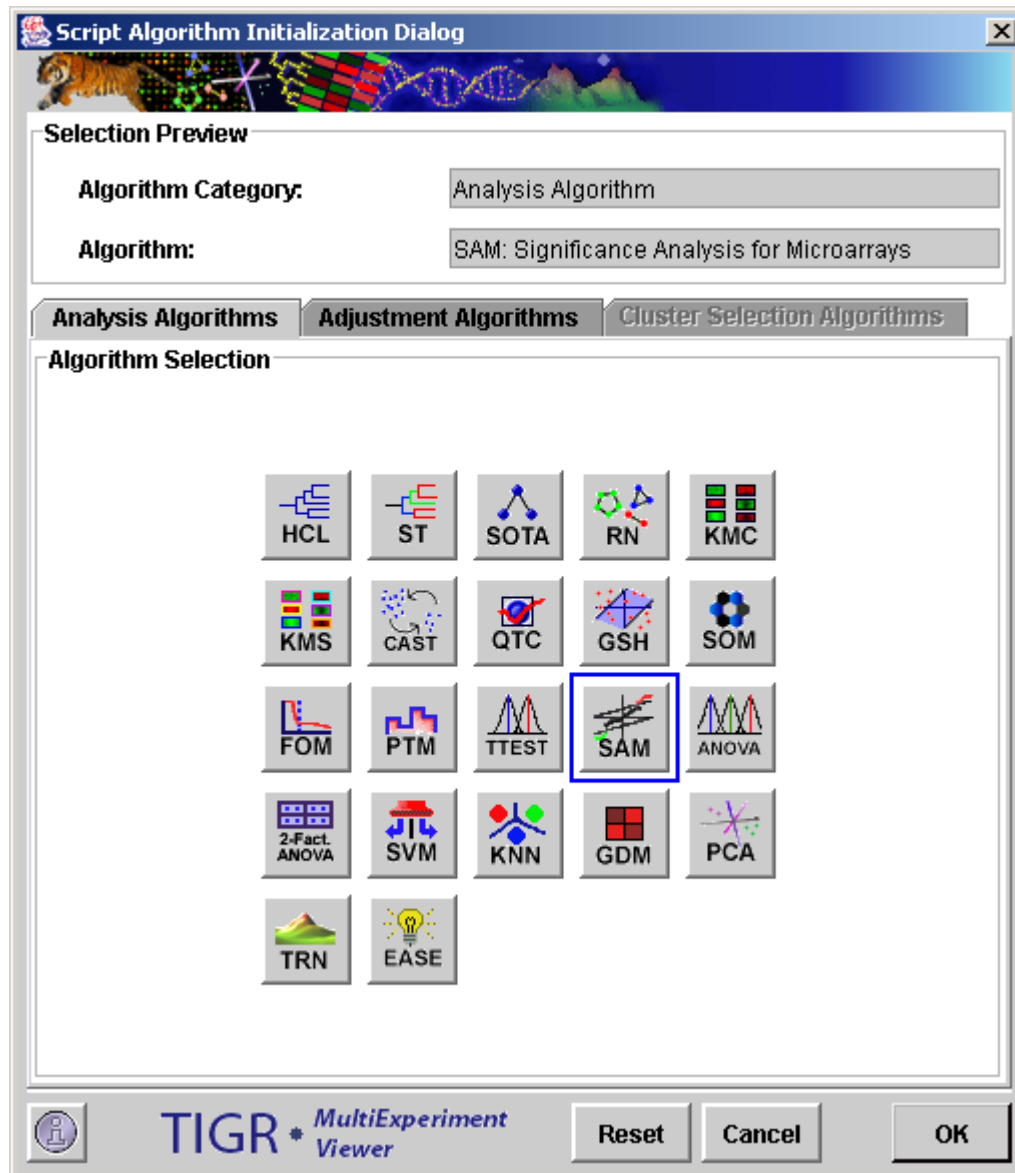 Script Algorithm Initialization Dialog
Selection Preview
Algorithm Category:
Analysis Algorithm
Algorithm:
SAM: Significance Analysis for Microarrays
Analysis Algorithms
Adjustment Algorithms
Cluster Selection Algorithms
Algorithm Selection
HCL
ST
SOTA
RN
KMC
KMS
CAST
QTC
GSH
SOM
FOM
PTM
TTEST
SAM
ANOVA
2-Fact.
ANOVA
SVM
KNN
GDM
PCA
TRN
EASE
TIGR
MultiExperiment
Viewer
Reset
Cancel
OK